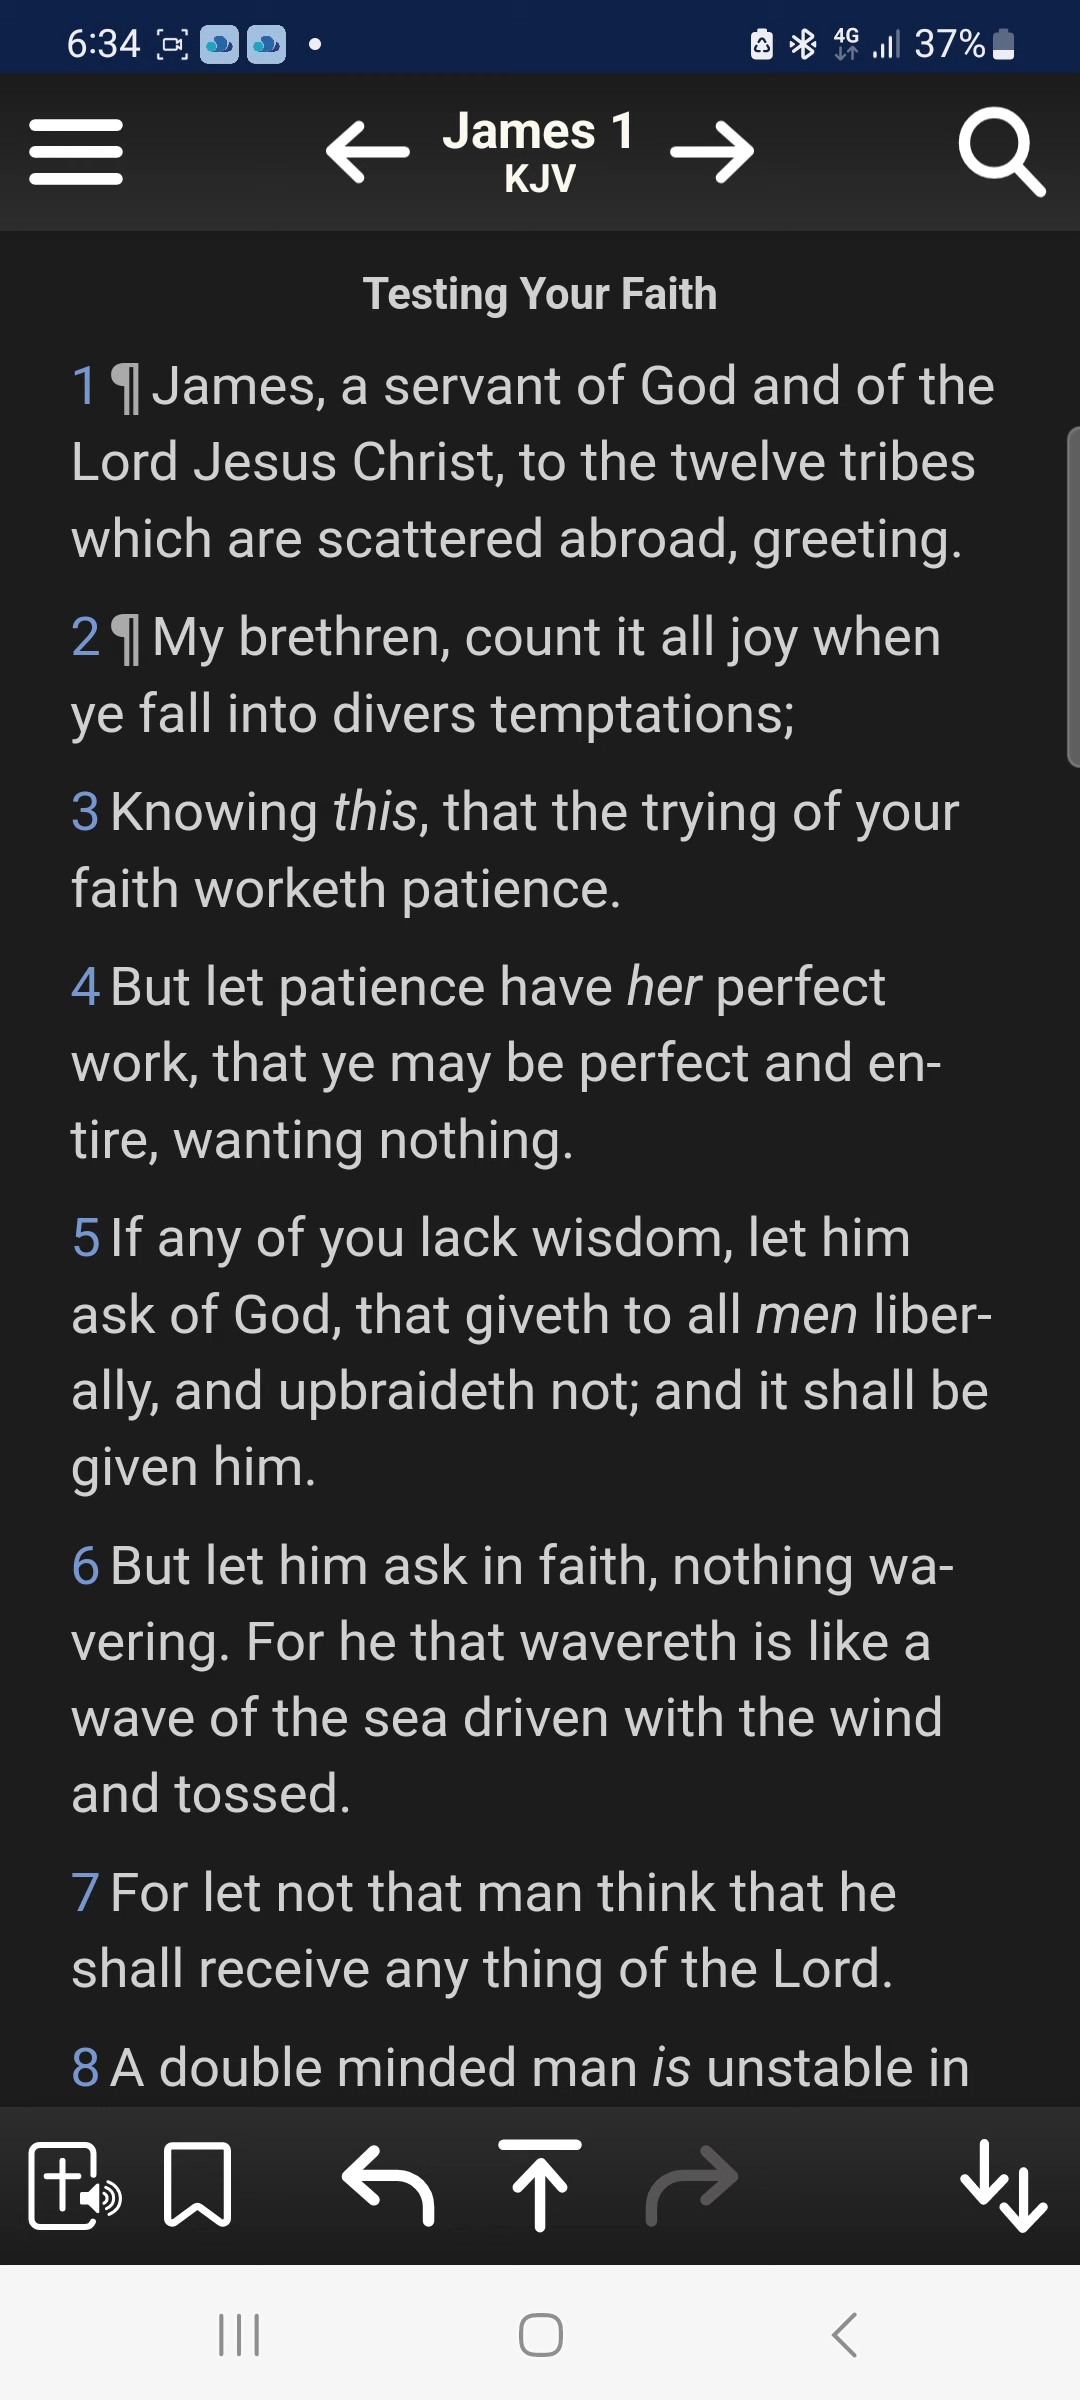 6:34 4G 37%
James 1
KJV
Testing Your Faith
1 ¶ James, a servant of God and of the
Lord Jesus Christ, to the twelve tribes
which are scattered abroad, greeting.
2 ¶ My brethren, count it all joy when
ye fall into divers temptations;
3 Knowing this, that the trying of your
faith worketh patience.
4 But let patience have her perfect
work, that ye may be perfect and en-
tire, wanting nothing.
5 If any of you lack wisdom, let him
ask of God, that giveth to all men liber-
ally, and upbraideth not; and it shall be
given him.
6 But let him ask in faith, nothing wa-
vering. For he that wavereth is like a
wave of the sea driven with the wind
and tossed.
7 For let not that man think that he
shall receive any thing of the Lord.
8 A double minded man is unstable in